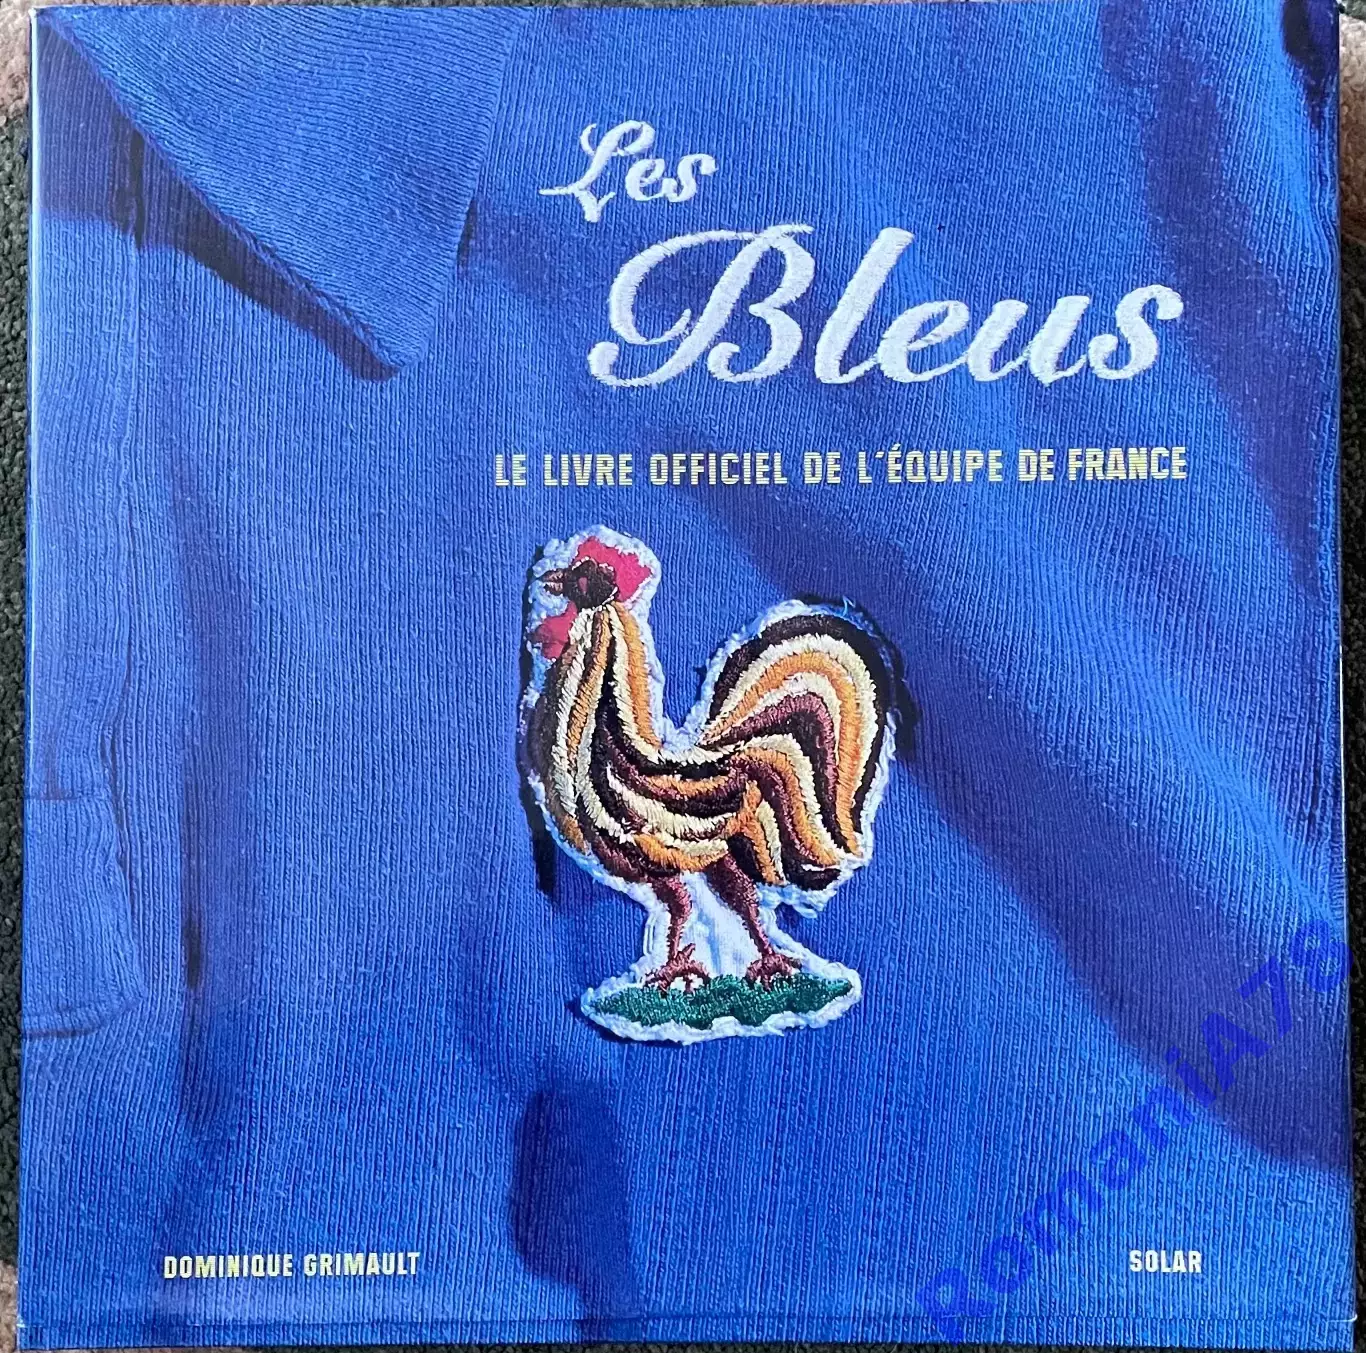 Les
Bleus
LE LIVRE OFFICIEL DE L'ÉQUIPE DE FRANCE
DOMINIQUE GRIMAULT
SOLAR
RomaniA78